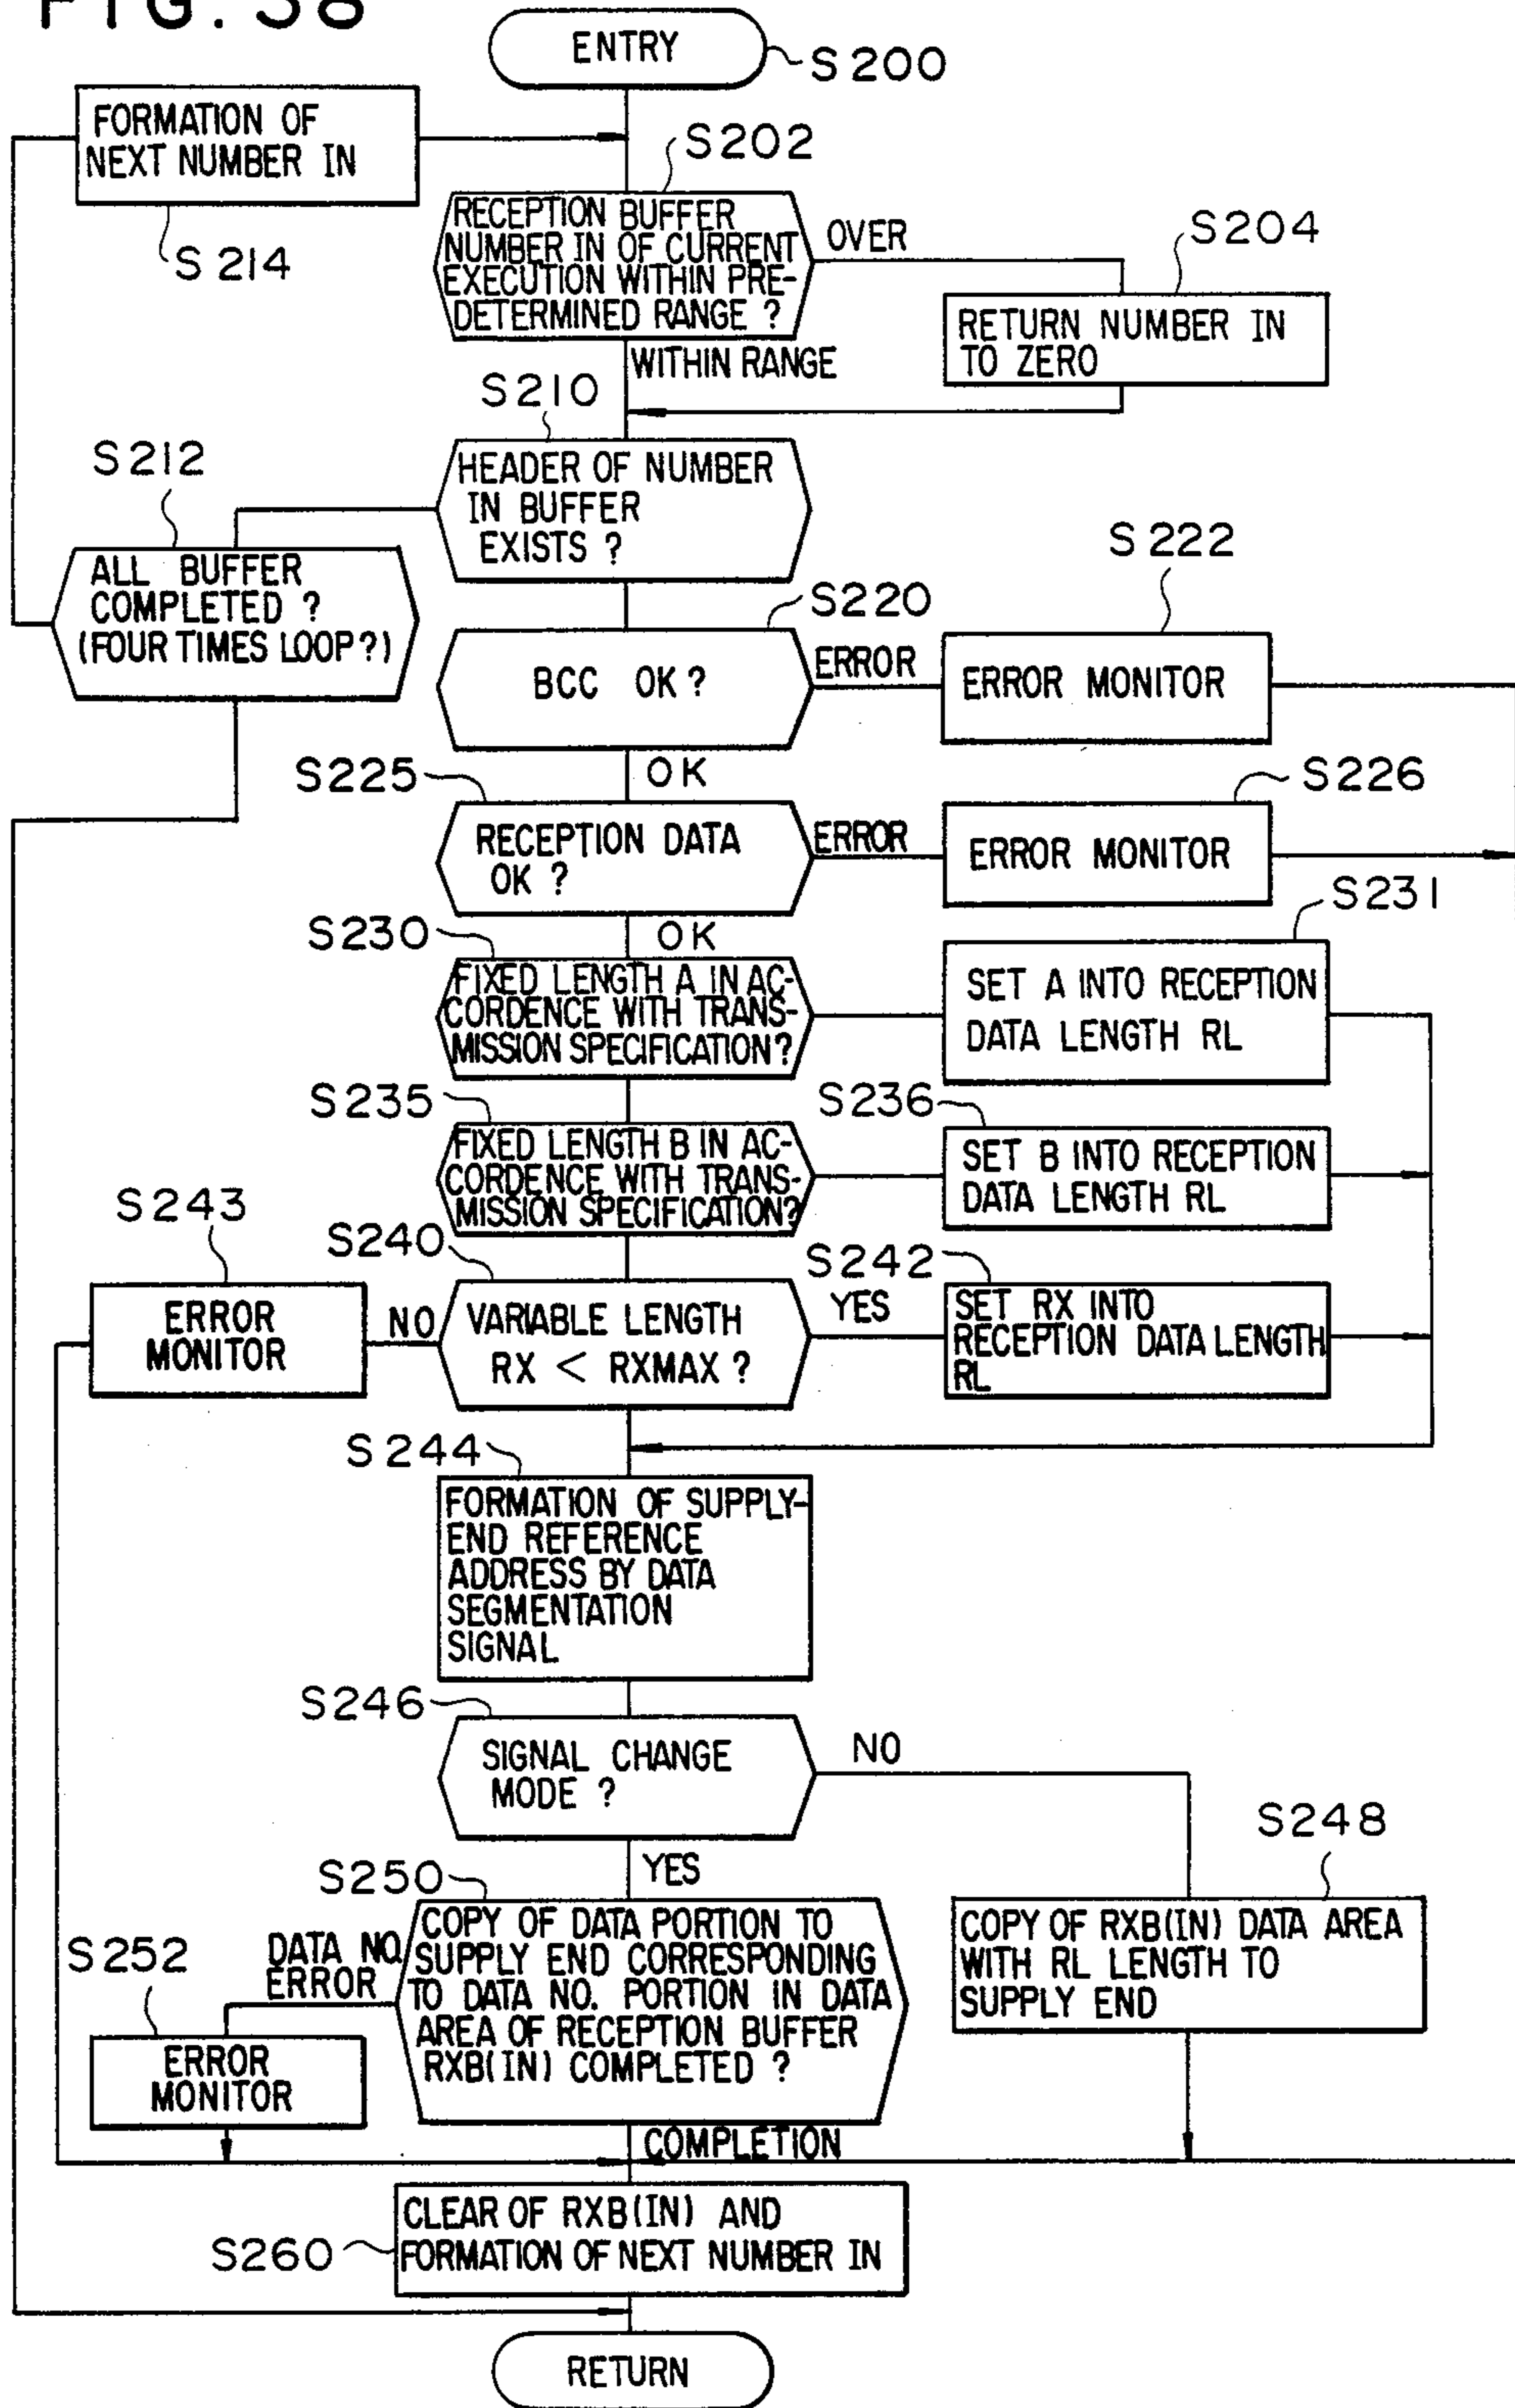 FIG. 38
ENTRY
S200
FORMATION OF
NEXT NUMBER IN
S214
S202
RECEPTION BUFFER
NUMBER IN OF CURRENT
EXECUTION WITHIN PRE-
DETERMINED RANGE ?
OVER
S204
RETURN NUMBER IN
TO ZERO
WITHIN RANGE
S210
HEADER OF NUMBER
IN BUFFER
EXISTS ?
S212
ALL BUFFER
COMPLETED ?
(FOUR TIMES LOOP?)
S220
BCC OK?
ERROR
S222
ERROR MONITOR
OK
S225
RECEPTION DATA
OK ?
ERROR
S226
ERROR MONITOR
OK
S230
FIXED LENGTH A IN AC-
CORDENCE WITH TRANS-
MISSION SPECIFICATION?
S231
SET A INTO RECEPTION
DATA LENGTH RL
S235
FIXED LENGTH B IN AC-
CORDENCE WITH TRANS-
MISSION SPECIFICATION?
S236
SET B INTO RECEPTION
DATA LENGTH RL
S240
VARIABLE LENGTH
RX < RXMAX ?
NO
S243
ERROR
MONITOR
YES
S242
SET RX INTO
RECEPTION DATA LENGTH
RL
S244
FORMATION OF SUPPLY-
END REFERENCE
ADDRESS BY DATA
SEGMENTATION
SIGNAL
S246
SIGNAL CHANGE
MODE ?
NO
S248
COPY OF RXB(IN) DATA AREA
WITH RL LENGTH TO
SUPPLY END
YES
S250
COPY OF DATA PORTION TO
SUPPLY END CORRESPONDING
TO DATA NO. PORTION IN DATA
AREA OF RECEPTION BUFFER
RXB(IN) COMPLETED ?
DATA NO.
ERROR
S252
ERROR
MONITOR
COMPLETION
S260
CLEAR OF RXB(IN) AND
FORMATION OF NEXT NUMBER IN
RETURN